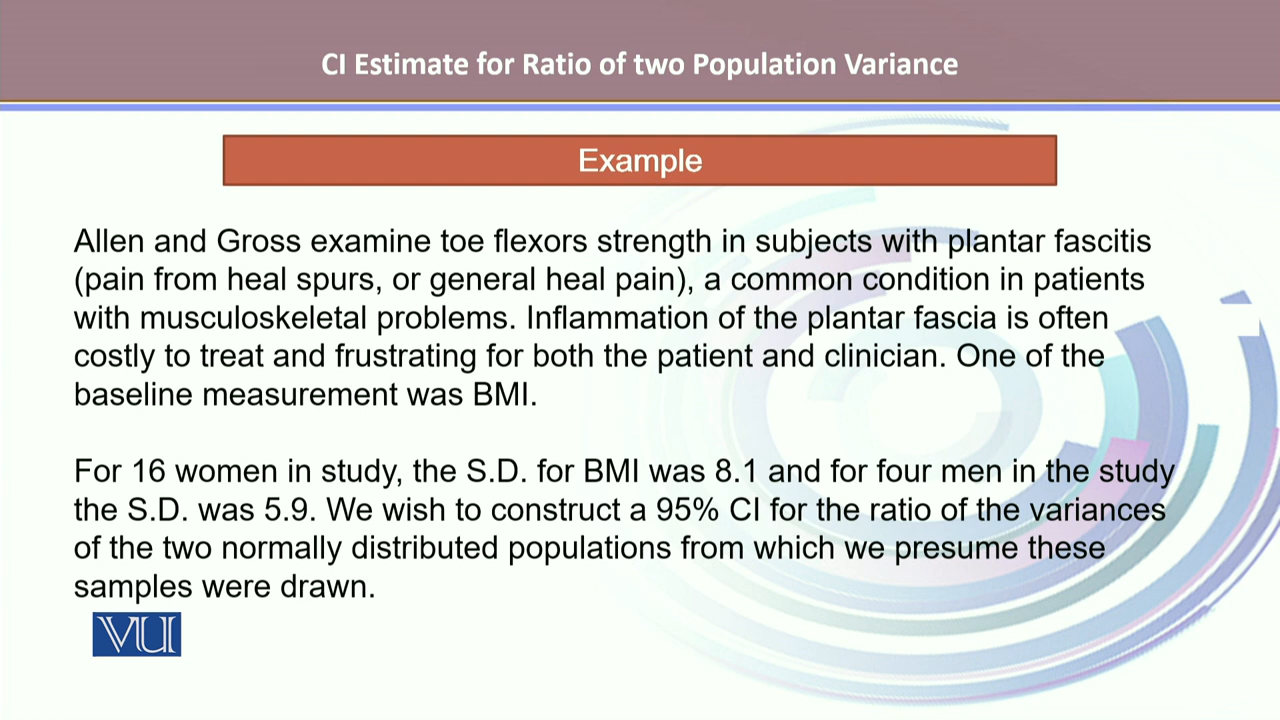 CI Estimate for Ratio of two Population Variance
Example
Allen and Gross examine toe flexors strength in subjects with plantar fascitis
(pain from heal spurs, or general heal pain), a common condition in patients
with musculoskeletal problems. Inflammation of the plantar fascia is often
costly to treat and frustrating for both the patient and clinician. One of the
baseline measurement was BMI.
For 16 women in study, the S.D. for BMI was 8.1 and for four men in the study
the S.D. was 5.9. We wish to construct a 95% CI for the ratio of the variances
of the two normally distributed populations from which we presume these
samples were drawn.
VU